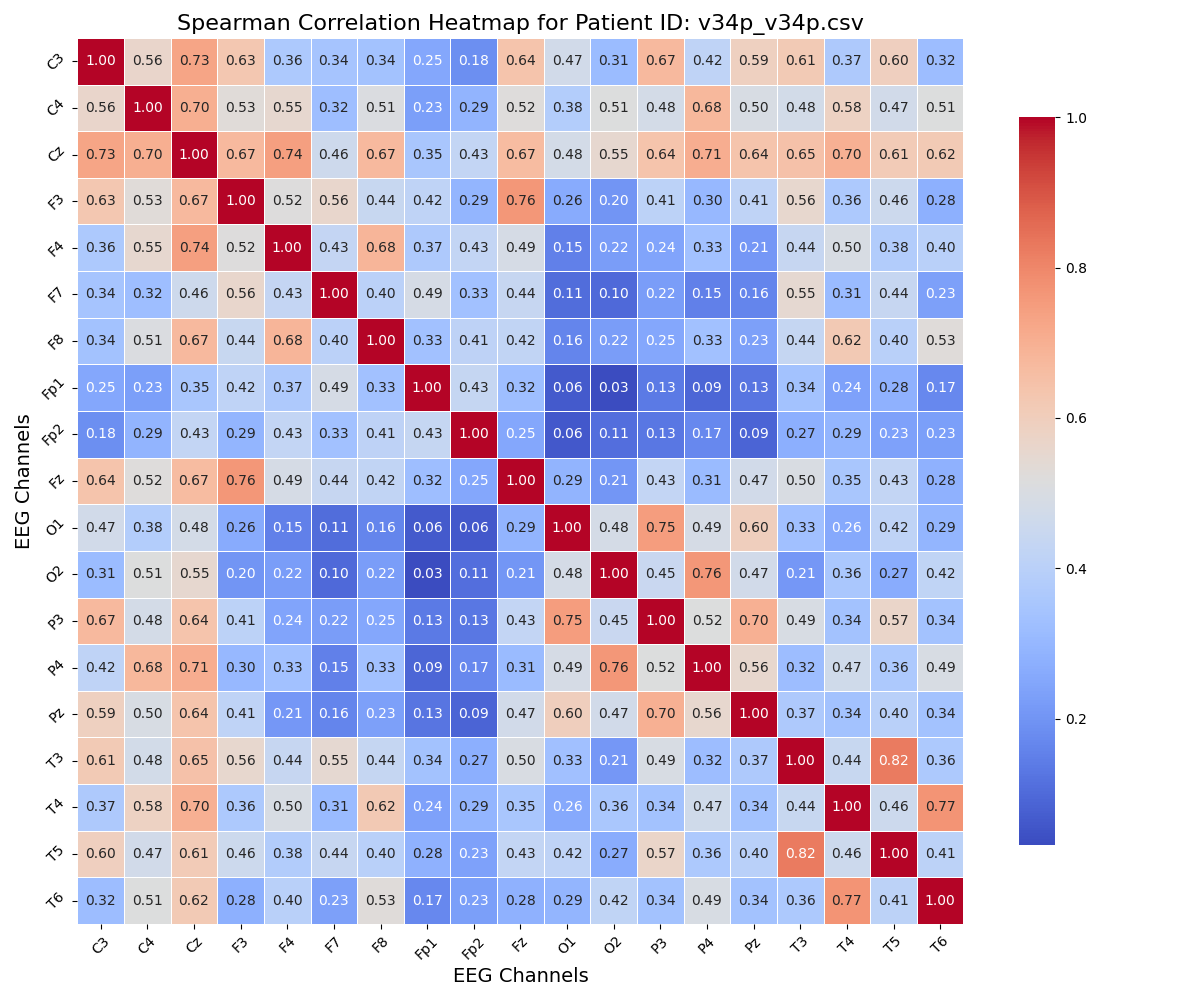 Spearman Correlation Heatmap for Patient ID: v34p_v34p.csv
C3 1.00 0.56 0.73 0.63 0.36 0.34 0.34 0.25 0.18 0.64 0.47 0.31 0.67 0.42 0.59 0.61 0.37 0.60 0.32
C4 0.56 1.00 0.70 0.53 0.55 0.32 0.51 0.23 0.29 0.52 0.38 0.51 0.48 0.68 0.50 0.48 0.58 0.47 0.51
Cz 0.73 0.70 1.00 0.67 0.74 0.46 0.67 0.35 0.43 0.67 0.48 0.55 0.64 0.71 0.64 0.65 0.70 0.61 0.62
F3 0.63 0.53 0.67 1.00 0.52 0.56 0.44 0.42 0.29 0.76 0.26 0.20 0.41 0.30 0.41 0.56 0.36 0.46 0.28
F4 0.36 0.55 0.74 0.52 1.00 0.43 0.68 0.37 0.43 0.49 0.15 0.22 0.24 0.33 0.21 0.44 0.50 0.38 0.40
F7 0.34 0.32 0.46 0.56 0.43 1.00 0.40 0.49 0.33 0.44 0.11 0.10 0.22 0.15 0.16 0.55 0.31 0.44 0.23
F8 0.34 0.51 0.67 0.44 0.68 0.40 1.00 0.33 0.41 0.42 0.16 0.22 0.25 0.33 0.23 0.44 0.62 0.40 0.53
Fp1 0.25 0.23 0.35 0.42 0.37 0.49 0.33 1.00 0.43 0.32 0.06 0.03 0.13 0.09 0.13 0.34 0.24 0.28 0.17
Fp2 0.18 0.29 0.43 0.29 0.43 0.33 0.41 0.43 1.00 0.25 0.06 0.11 0.13 0.17 0.09 0.27 0.29 0.23 0.23
Fz 0.64 0.52 0.67 0.76 0.49 0.44 0.42 0.32 0.25 1.00 0.29 0.21 0.43 0.31 0.47 0.50 0.35 0.43 0.28
O1 0.47 0.38 0.48 0.26 0.15 0.11 0.16 0.06 0.06 0.29 1.00 0.48 0.75 0.49 0.60 0.33 0.26 0.42 0.29
O2 0.31 0.51 0.55 0.20 0.22 0.10 0.22 0.03 0.11 0.21 0.48 1.00 0.45 0.76 0.47 0.21 0.36 0.27 0.42
P3 0.67 0.48 0.64 0.41 0.24 0.22 0.25 0.13 0.13 0.43 0.75 0.45 1.00 0.52 0.70 0.49 0.34 0.57 0.34
P4 0.42 0.68 0.71 0.30 0.33 0.15 0.33 0.09 0.17 0.31 0.49 0.76 0.52 1.00 0.56 0.32 0.47 0.36 0.49
Pz 0.59 0.50 0.64 0.41 0.21 0.16 0.23 0.13 0.09 0.47 0.60 0.47 0.70 0.56 1.00 0.37 0.34 0.40 0.34
T3 0.61 0.48 0.65 0.56 0.44 0.55 0.44 0.34 0.27 0.50 0.33 0.21 0.49 0.32 0.37 1.00 0.44 0.82 0.36
T4 0.37 0.58 0.70 0.36 0.50 0.31 0.62 0.24 0.29 0.35 0.26 0.36 0.34 0.47 0.34 0.44 1.00 0.46 0.77
T5 0.60 0.47 0.61 0.46 0.38 0.44 0.40 0.28 0.23 0.43 0.42 0.27 0.57 0.36 0.40 0.82 0.46 1.00 0.41
T6 0.32 0.51 0.62 0.28 0.40 0.23 0.53 0.17 0.23 0.28 0.29 0.42 0.34 0.49 0.34 0.36 0.77 0.41 1.00
C3 C4 Cz F3 F4 F7 F8 Fp1 Fp2 Fz O1 O2 P3 P4 Pz T3 T4 T5 T6
EEG Channels
EEG Channels
1.0
0.8
0.6
0.4
0.2